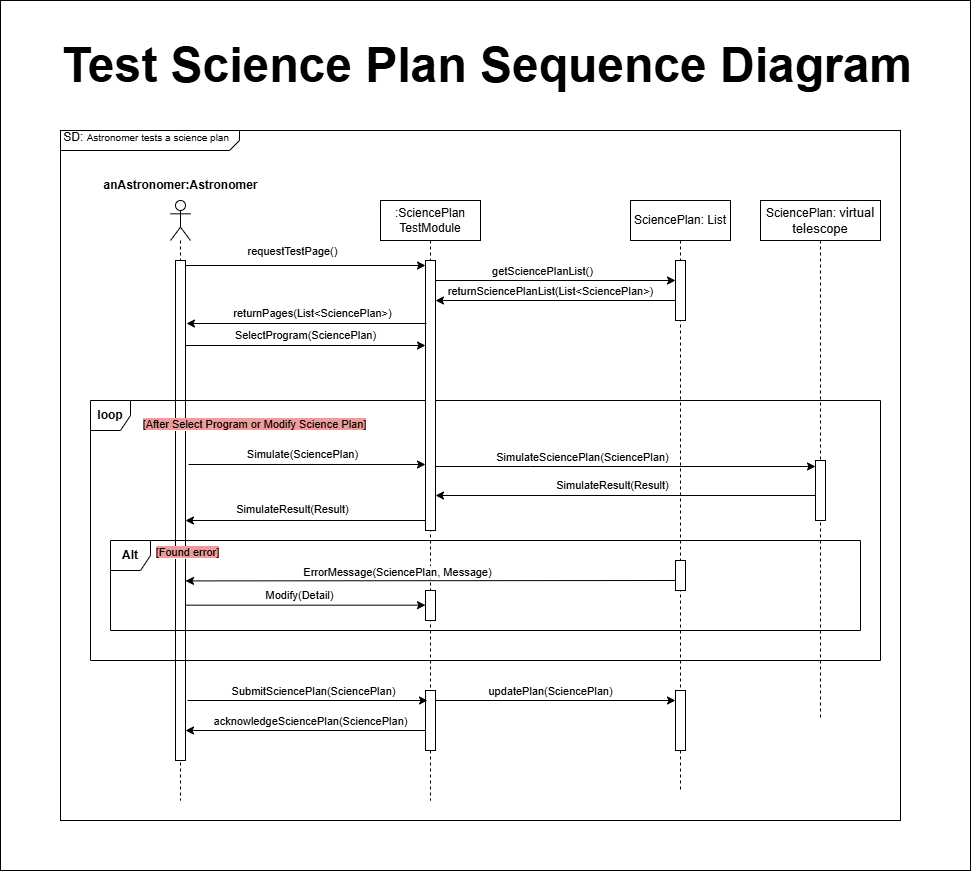 Test Science Plan Sequence Diagram
SD: Astronomer tests a science plan
anAstronomer:Astronomer
:SciencePlan
TestModule
SciencePlan: List
SciencePlan: virtual
telescope
requestTestPage()
getSciencePlanList()
returnSciencePlanList(List<SciencePlan>)
returnPages(List<SciencePlan>)
SelectProgram(SciencePlan)
loop
[After Select Program or Modify Science Plan]
Simulate(SciencePlan)
SimulateSciencePlan(SciencePlan)
SimulateResult(Result)
SimulateResult(Result)
Alt
[Found error]
ErrorMessage(SciencePlan, Message)
Modify(Detail)
SubmitSciencePlan(SciencePlan)
updatePlan(SciencePlan)
acknowledgeSciencePlan(SciencePlan)